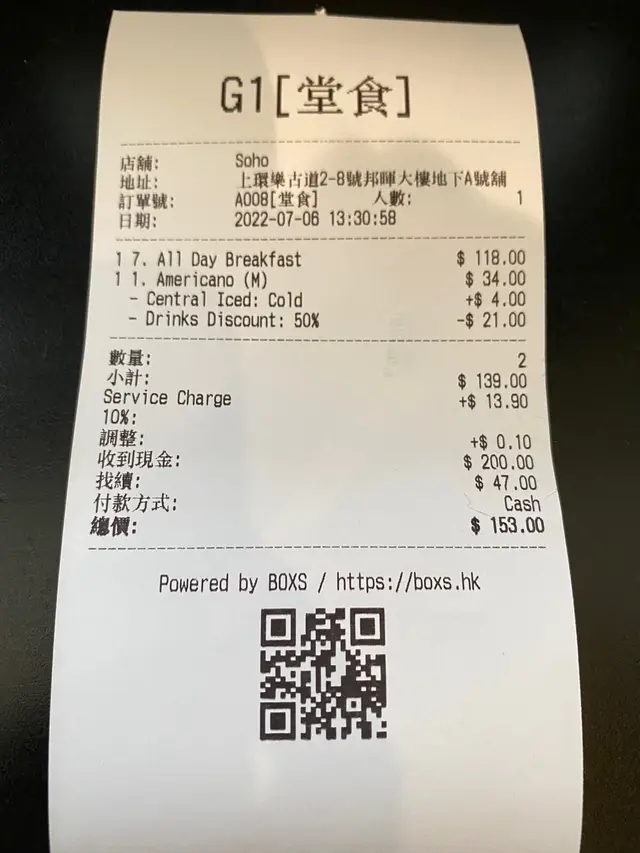 G1[堂食]
店舖: Soho
地址: 上環樂古道2-8號邦暉大樓地下A號舖
訂單號: A008[堂食] 人數: 1
日期: 2022-07-06 13:30:58
1 7. All Day Breakfast $ 118.00
1 1. Americano (M) $ 34.00
- Central Iced: Cold +$ 4.00
- Drinks Discount: 50% -$ 21.00
數量: 2
小計: $ 139.00
Service Charge +$ 13.90
10%:
調整: +$ 0.10
收到現金: $ 200.00
找續: $ 47.00
付款方式: Cash
總價: $ 153.00
Powered by BOXS / https://boxs.hk